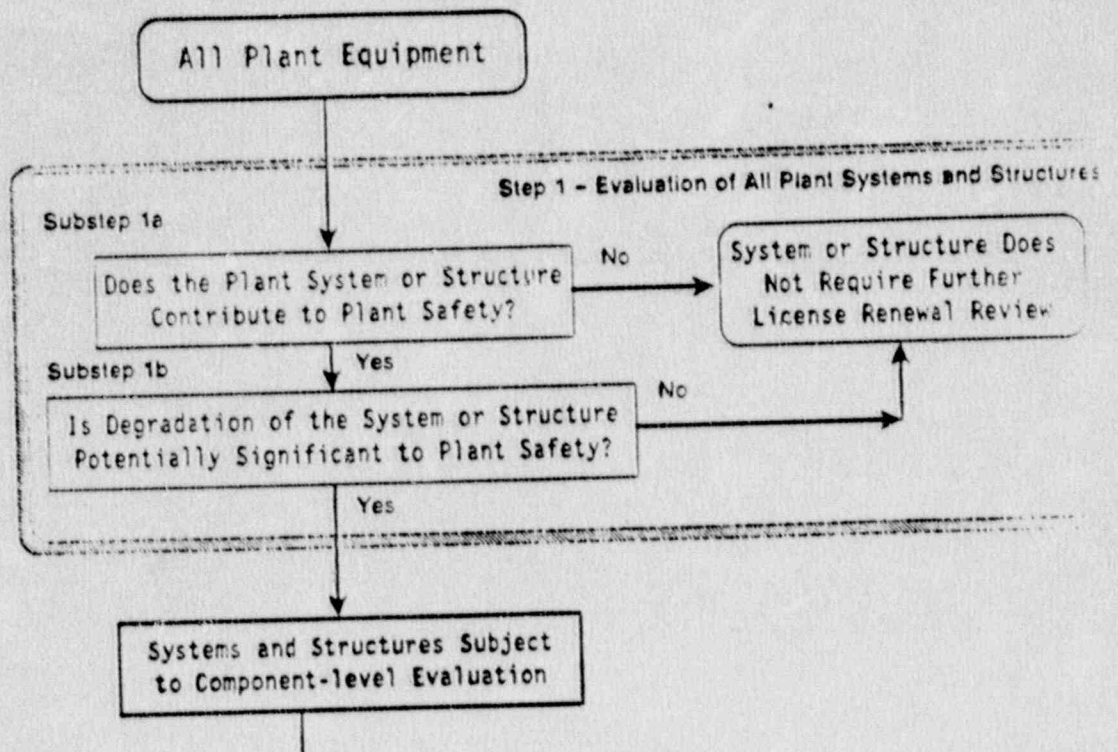 All Plant Equipment
Step 1 - Evaluation of All Plant Systems and Structures
Substep 1a
Does the Plant System or Structure
Contribute to Plant Safety?
No
System or Structure Does
Not Require Further
License Renewal Review
Yes
Substep 1b
Is Degradation of the System or Structure
Potentially Significant to Plant Safety?
No
Yes
Systems and Structures Subject
to Component-level Evaluation